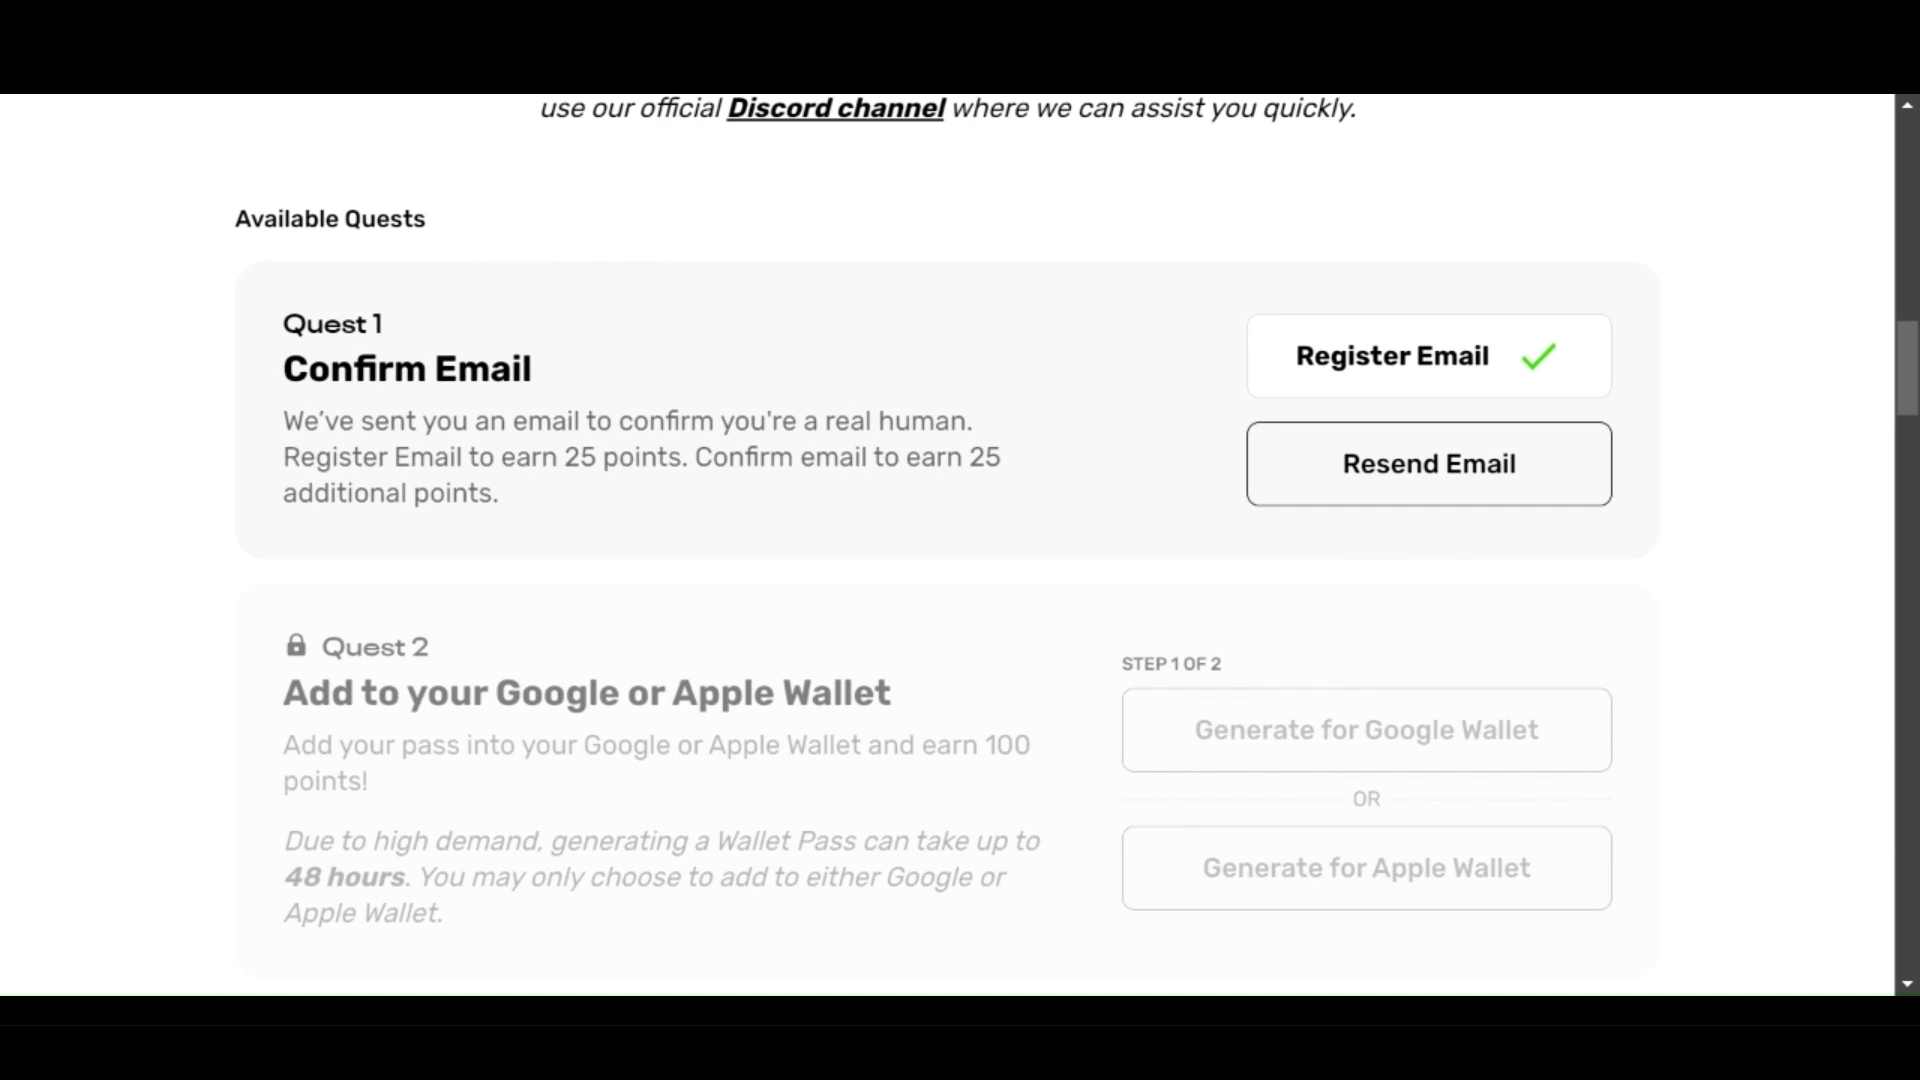 use our official Discord channel where we can assist you quickly.
Available Quests
Quest 1
Confirm Email
We’ve sent you an email to confirm you're a real human.
Register Email to earn 25 points. Confirm email to earn 25
additional points.
Register Email
Resend Email
Quest 2
Add to your Google or Apple Wallet
Add your pass into your Google or Apple Wallet and earn 100
points!
Due to high demand, generating a Wallet Pass can take up to
48 hours. You may only choose to add to either Google or
Apple Wallet.
STEP 1 OF 2
Generate for Google Wallet
OR
Generate for Apple Wallet